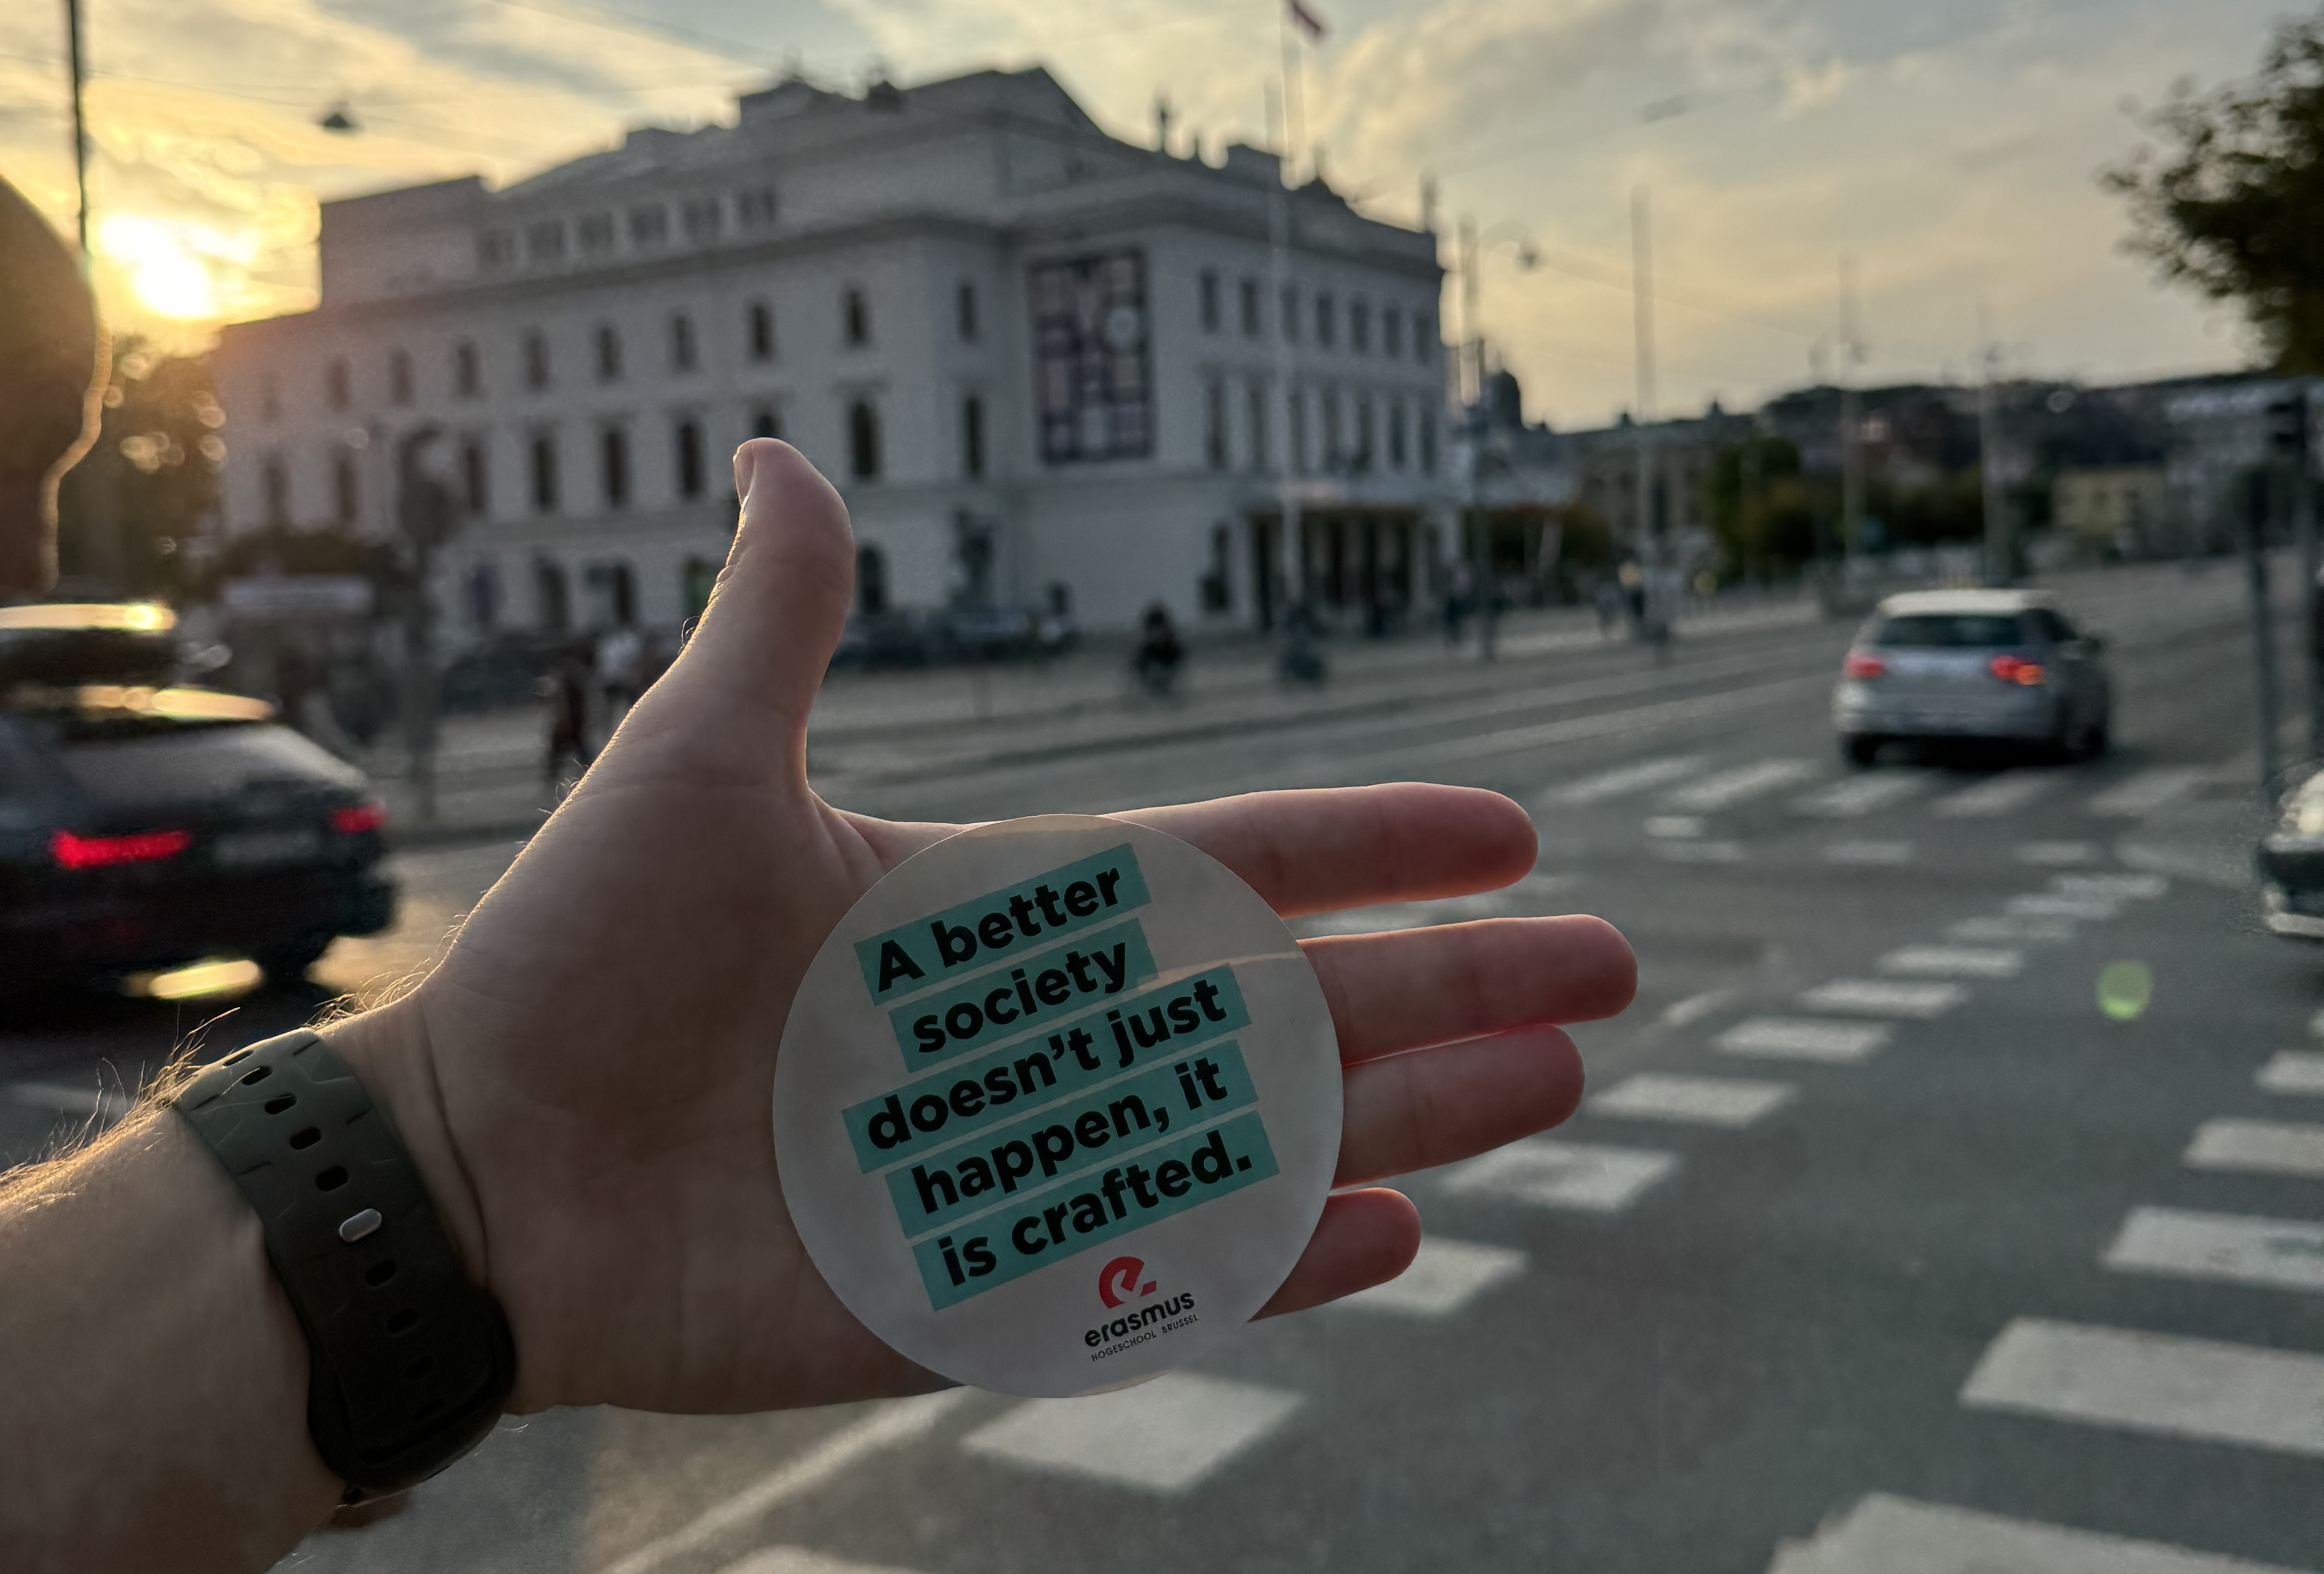 A better
society
doesn't just
happen, it
is crafted.
erasmus
HOGESCHOOL BRUSSEL